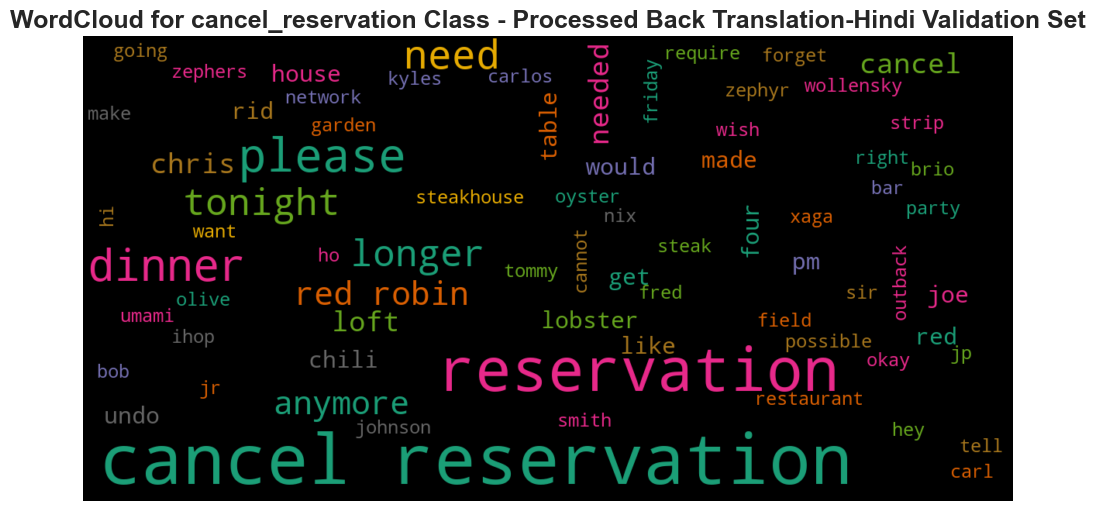 WordCloud for cancel_reservation Class - Processed Back Translation-Hindi Validation Set
going
need
require
forget
zephers
house
kyles
carlos
cancel
network
needed
friday
zephyr
wollensky
make
rid
garden
table
wish
strip
chris
please
would
made
right
brio
tonight
steakhouse
oyster
bar
hi
want
nix
four
xaga
party
dinner
ho
longer
tommy
cannot
get
steak
pm
outback
olive
red robin
fred
sir
joe
umami
loft
lobster
field
ihop
chili
like
possible
red
bob
jr
reservation
okay
jp
undo
anymore
johnson
smith
restaurant
hey
cancel reservation
tell
carl